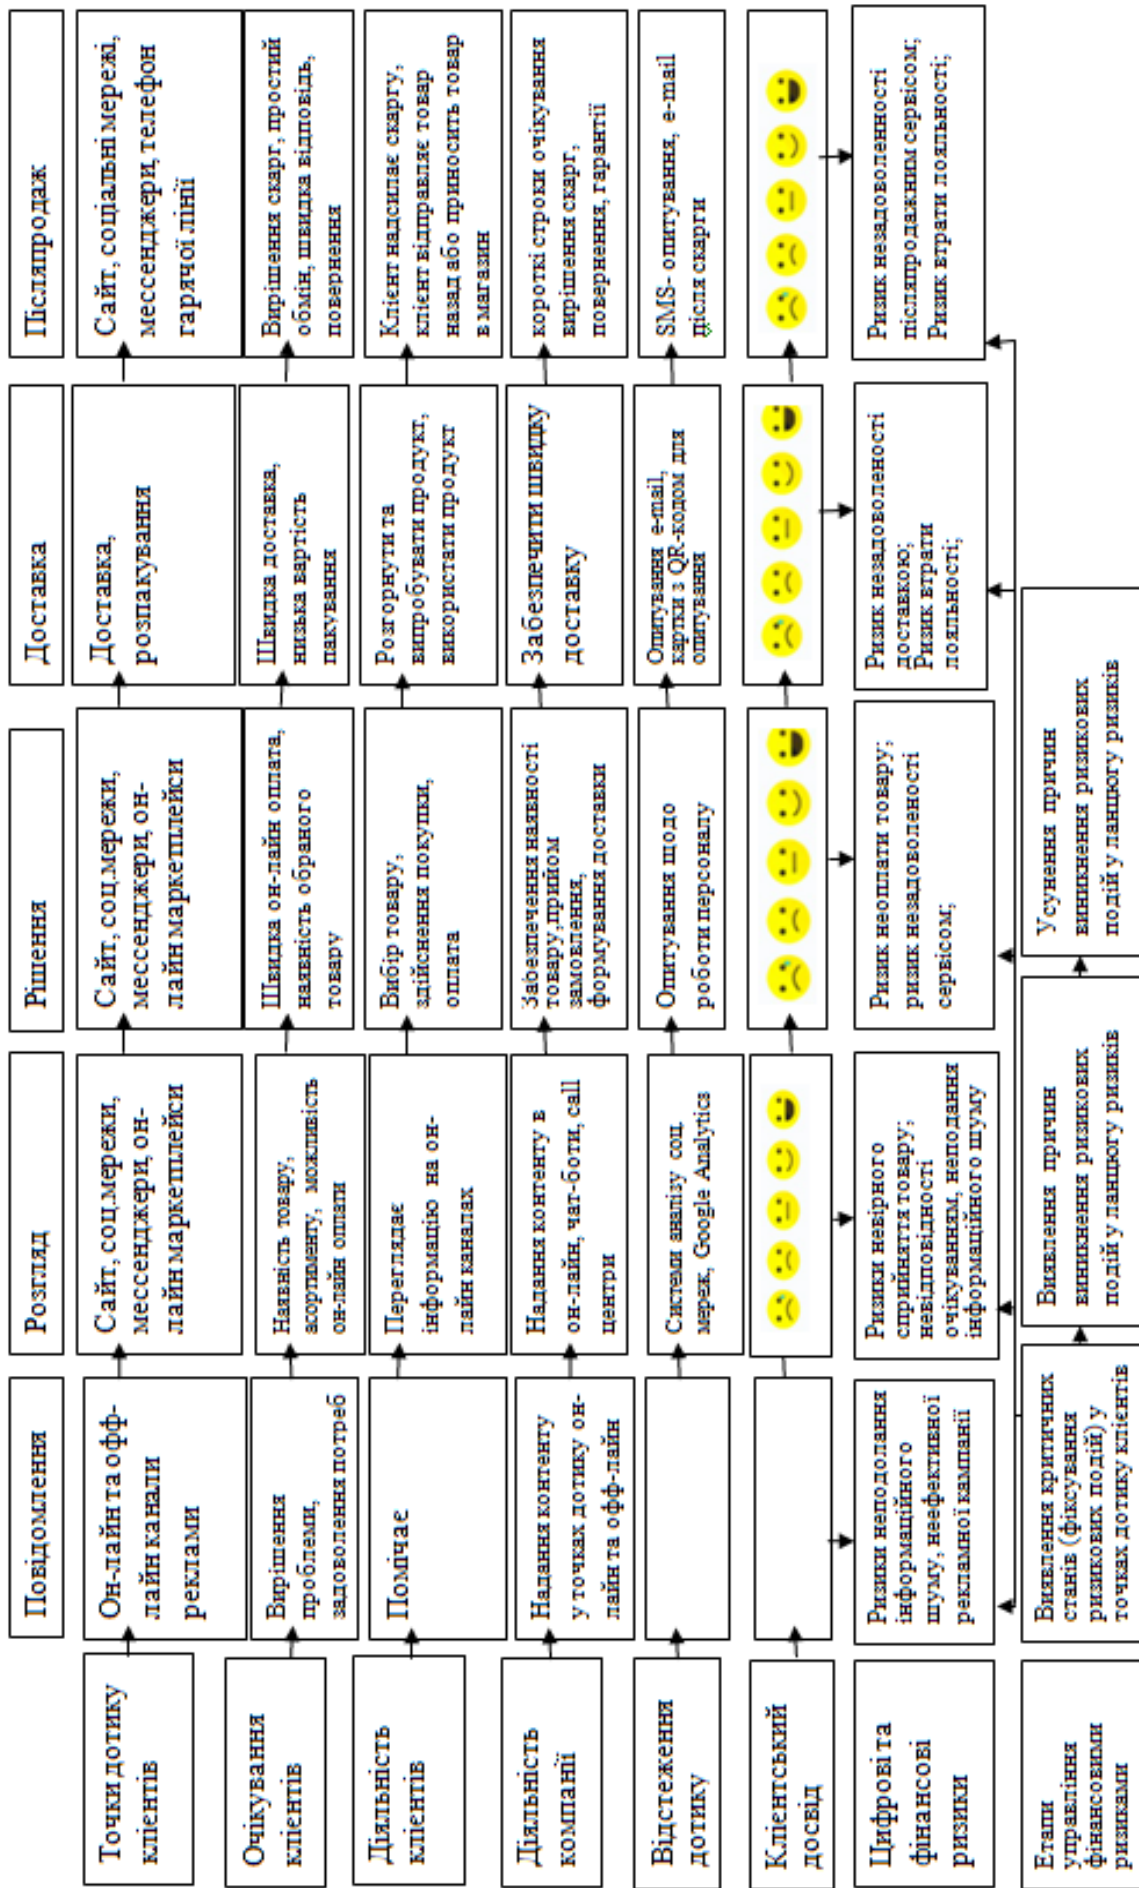 Повідомлення
Розгляд
Рішення
Доставка
Післяпродаж
Точки дотику
клієнтів
Он-лайн та офф-
лайн канали
реклами
Сайт, соц.мережи,
мессенджери, он-
лайн маркетплейси
Сайт, соц.мережи,
мессенджери, он-
лайн маркетплейси
Доставка,
розпакування
Сайт, соціальні мережі,
мессенджери, телефон
гарячої лінії
Очікування
клієнтів
Вирішення
проблеми,
задоволення потреб
Наявність товару,
асортименту, можливість
он-лайн оплати
Швидка он-лайн оплата,
наявність обраного
товару
Швидка доставка,
низька вартість
пакування
Вирішення скарг, простий
обмін, швидка відповідь,
повернення
Діяльність
клієнтів
Помічає
Переглядає
інформацію на он-
лайн каналах
Вибір товару,
здійснення покупки,
оплата
Розгорнути та
випробувати продукт,
використати продукт
Клієнт надсилає скаргу,
клієнт відправляє товар
назад або приносить товар
в магазин
Діяльність
компанії
Надання контенту
у точках дотику он-
лайн та офф-лайн
Надання контенту в
он-лайн, чат-боти, call
центри
Забезпечення наявності
товару,прийом
замовлення,
формування доставки
Забезпечити швидку
доставку
короткі строки очікування
вирішення скарг,
повернення, гарантії
Відстеження
дотику
Системи аналізу соц.
мереж, Google Analytics
Опитування щодо
роботи персоналу
Опитування e-mail,
картки з QR-кодом для
опитування
SMS- опитування, e-mail
після скарги
Клієнтський
досвід
Цифрові та
фінансові
ризики
Ризики неподолання
інформаційного
шуму, неефективної
рекламної кампанії
Ризики невірного
сприйняття товару;
невідповідності
очікуванням, неподання
інформаційного шуму
Ризик неоплати товару;
ризик незадоволеності
сервісом;
Ризик незадоволеності
доставкою;
Ризик втрати
лояльності;
Ризик незадоволенності
післяпродажним сервісом;
Ризик втрати лояльності;
Етапи
управління
фінансовими
ризиками
Виявлення критичних
станів (фіксування
ризикових подій) у
точках дотику клієнтів
Виявлення причин
виникнення ризикових
подій у ланцюгу ризиків
Усунення причин
виникнення ризикових
подій у ланцюгу ризиків